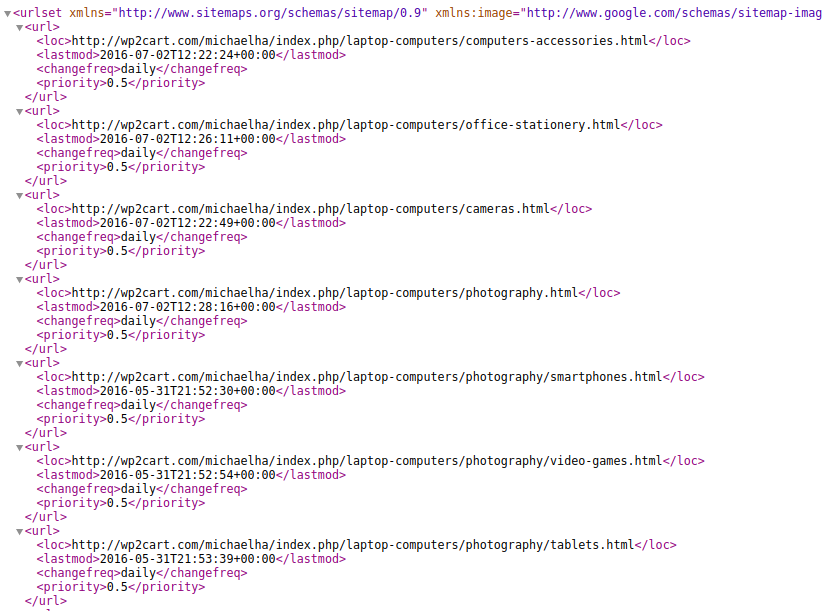 ▼<urlset xmlns="http://www.sitemaps.org/schemas/sitemap/0.9" xmlns:image="http://www.google.com/schemas/sitemap-imag
▼<url>
<loc>http://wp2cart.com/michaelha/index.php/laptop-computers/computers-accessories.html</loc>
<lastmod>2016-07-02T12:22:24+00:00</lastmod>
<changefreq>daily</changefreq>
<priority>0.5</priority>
</url>
▼<url>
<loc>http://wp2cart.com/michaelha/index.php/laptop-computers/office-stationery.html</loc>
<lastmod>2016-07-02T12:26:11+00:00</lastmod>
<changefreq>daily</changefreq>
<priority>0.5</priority>
</url>
▼<url>
<loc>http://wp2cart.com/michaelha/index.php/laptop-computers/cameras.html</loc>
<lastmod>2016-07-02T12:22:49+00:00</lastmod>
<changefreq>daily</changefreq>
<priority>0.5</priority>
</url>
▼<url>
<loc>http://wp2cart.com/michaelha/index.php/laptop-computers/photography.html</loc>
<lastmod>2016-07-02T12:28:16+00:00</lastmod>
<changefreq>daily</changefreq>
<priority>0.5</priority>
</url>
▼<url>
<loc>http://wp2cart.com/michaelha/index.php/laptop-computers/photography/smartphones.html</loc>
<lastmod>2016-05-31T21:52:30+00:00</lastmod>
<changefreq>daily</changefreq>
<priority>0.5</priority>
</url>
▼<url>
<loc>http://wp2cart.com/michaelha/index.php/laptop-computers/photography/video-games.html</loc>
<lastmod>2016-05-31T21:52:54+00:00</lastmod>
<changefreq>daily</changefreq>
<priority>0.5</priority>
</url>
▼<url>
<loc>http://wp2cart.com/michaelha/index.php/laptop-computers/photography/tablets.html</loc>
<lastmod>2016-05-31T21:53:39+00:00</lastmod>
<changefreq>daily</changefreq>
<priority>0.5</priority>
</url>